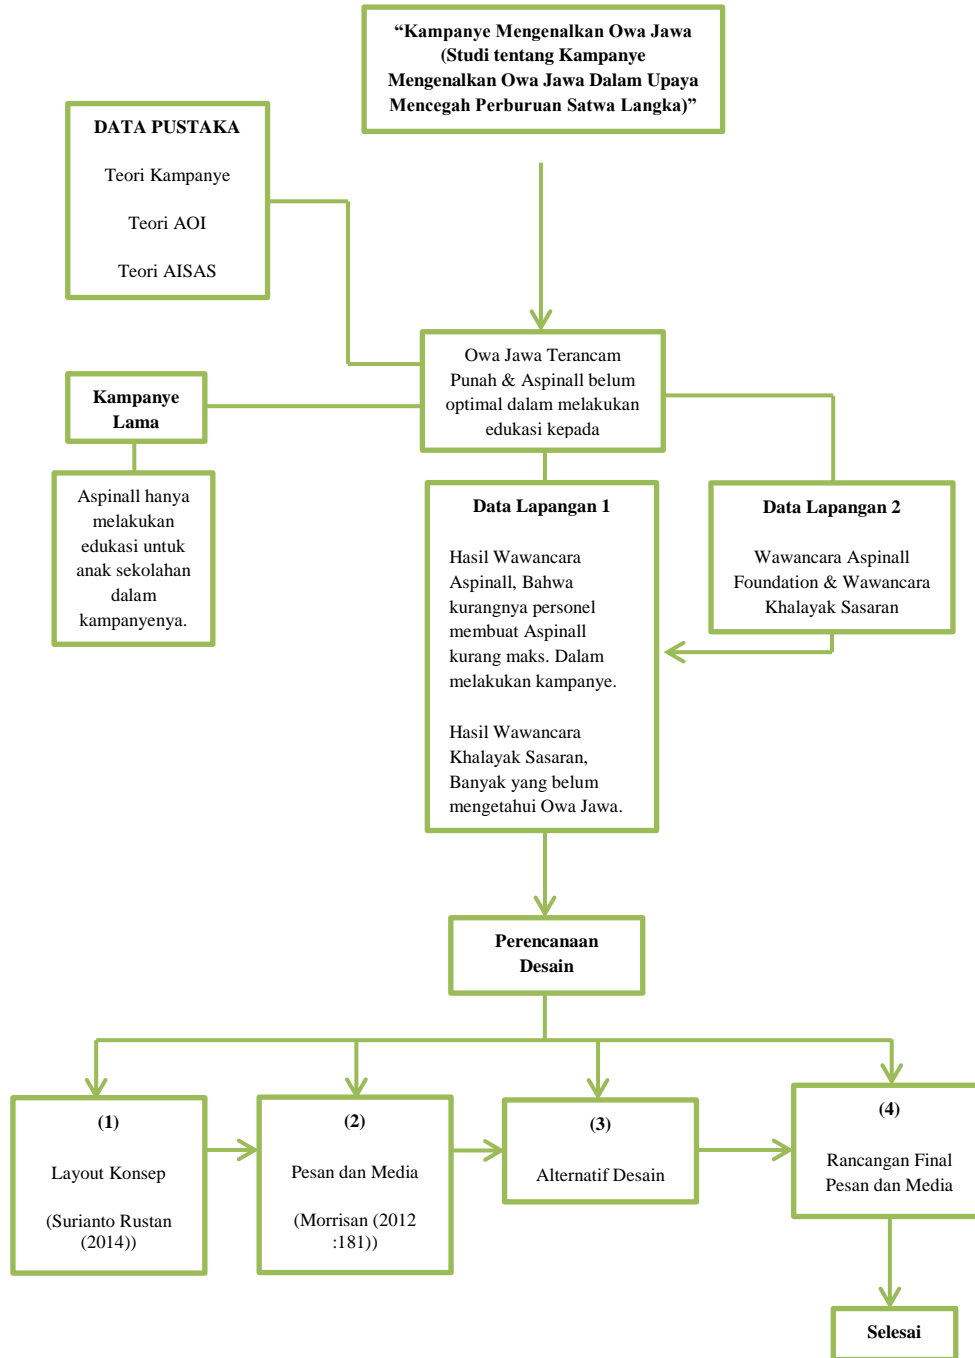 “Kampanye Mengenalkan Owa Jawa
(Studi tentang Kampanye
Mengenalkan Owa Jawa Dalam Upaya
Mencegah Perburuan Satwa Langka)”
DATA PUSTAKA
Teori Kampanye
Teori AOI
Teori AISAS
Owa Jawa Terancam
Punah & Aspinall belum
optimal dalam melakukan
edukasi kepada
Kampanye
Lama
Aspinall hanya
melakukan
edukasi untuk
anak sekolahan
dalam
kampanyenya.
Data Lapangan 1
Hasil Wawancara
Aspinall, Bahwa
kurangnya personel
membuat Aspinall
kurang maks. Dalam
melakukan kampanye.
Hasil Wawancara
Khalayak Sasaran,
Banyak yang belum
mengetahui Owa Jawa.
Data Lapangan 2
Wawancara Aspinall
Foundation & Wawancara
Khalayak Sasaran
Perencanaan
Desain
(1)
Layout Konsep
(Surianto Rustan
(2014))
(2)
Pesan dan Media
(Morrisan (2012
:181))
(3)
Alternatif Desain
(4)
Rancangan Final
Pesan dan Media
Selesai